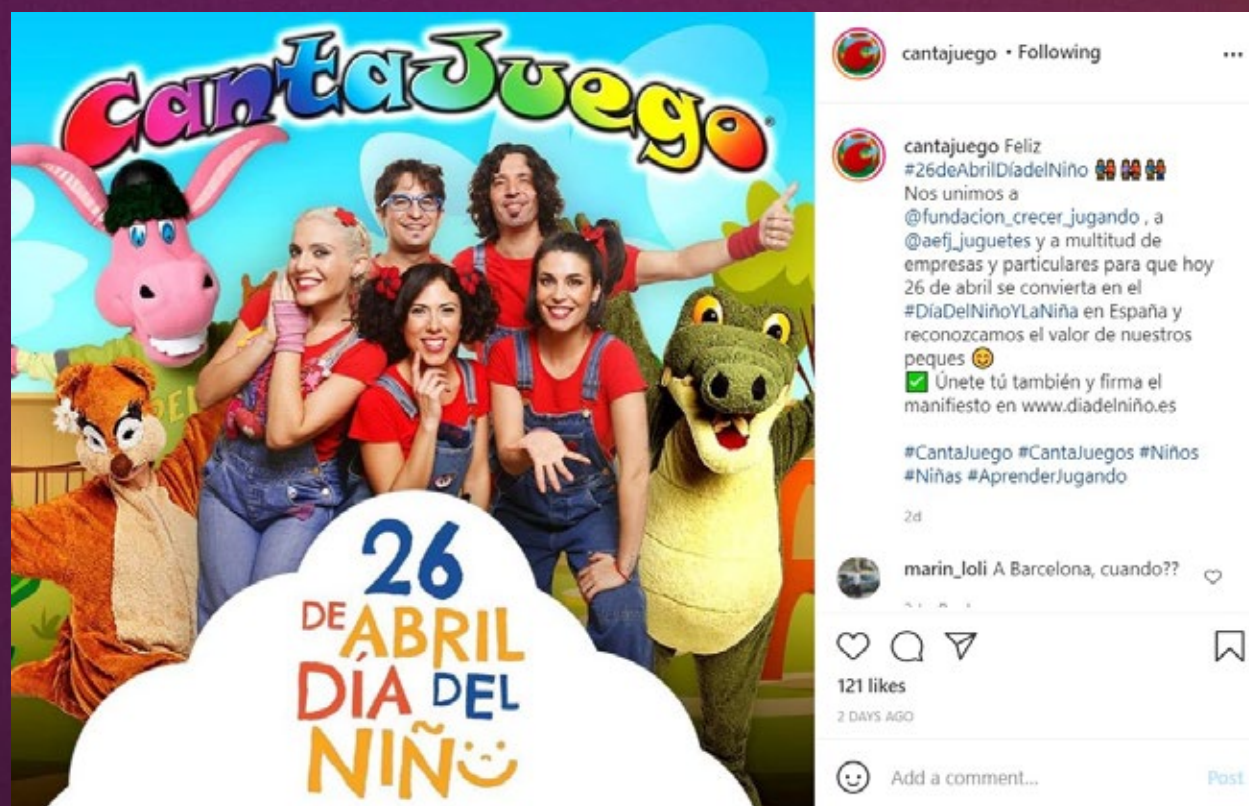 CantaJuego
26
DE ABRIL
DÍA DEL
NIÑO
cantajuego • Following
cantajuego Feliz
#26deAbrilDíadelNiño
Nos unimos a
@fundacion_crecer_jugando , a
@aefj_juguetes y a multitud de
empresas y particulares para que hoy
26 de abril se convierta en el
#DíaDelNiñoYLaNiña en España y
reconozcamos el valor de nuestros
peques 😊
✅ Únete tú también y firma el
manifiesto en www.diadelniño.es
#CantaJuego #CantaJuegos #Niños
#Niñas #AprenderJugando
2d
marin_loli A Barcelona, cuando??
121 likes
2 DAYS AGO
Add a comment...
Post